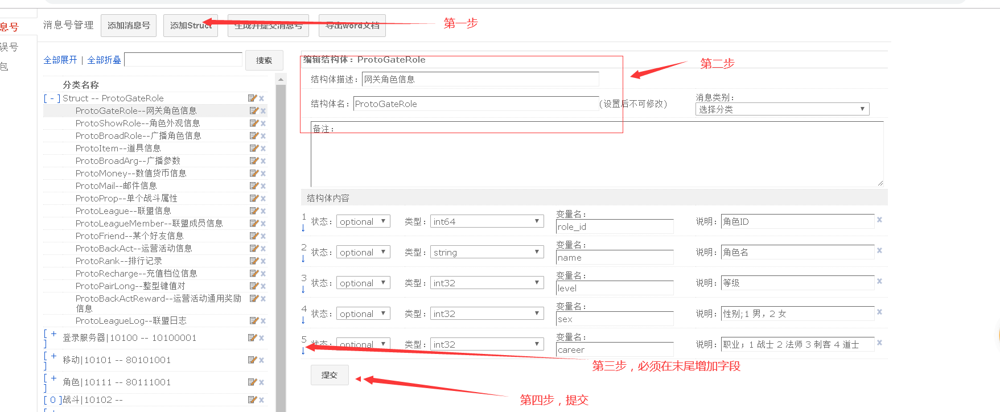 息号
误号
包
消息号管理 添加消息号 添加Struct 生成并提交消息号 导出word文档 第一步
全部展开 | 全部折叠 搜索
分类名称
[ - ] Struct -- ProtoGateRole
ProtoGateRole--网关角色信息
ProtoShowRole--角色外观信息
ProtoBroadRole--广播角色信息
ProtoItem--道具信息
ProtoBroadArg--广播参数
ProtoMoney--数值货币信息
ProtoMail--邮件信息
ProtoProp--单个战斗属性
ProtoLeague--联盟信息
ProtoLeagueMember--联盟成员信息
ProtoFriend--某个好友信息
ProtoBackAct--运营活动信息
ProtoRank--排行记录
ProtoRecharge--充值档位信息
ProtoPairLong--整型键值对
ProtoBackActReward--运营活动通用奖励
信息
ProtoLeagueLog--联盟日志
[ + ] 登录服务器|10100 -- 10100001
[ + ] 移动|10101 -- 80101001
[ + ] 角色|10111 -- 80111001
[ 0 ] 战斗|10102 --
[ +
编辑结构体：ProtoGateRole
第二步
结构体描述：网关角色信息
结构体名：ProtoGateRole (设置后不可修改)
消息类别：
选择分类
备注：
结构体内容
1 ↓ 状态：optional 类型：int64 变量名：role_id 说明：角色ID
2 ↓ 状态：optional 类型：string 变量名：name 说明：角色名
3 ↓ 状态：optional 类型：int32 变量名：level 说明：等级
4 ↓ 状态：optional 类型：int32 变量名：sex 说明：性别;1 男，2 女
5 ↓ 状态：optional 类型：int32 变量名：career 说明：职业；1 战士 2 法师 3 刺客 4 道士
第三步，必须在末尾增加字段
提交
第四步，提交